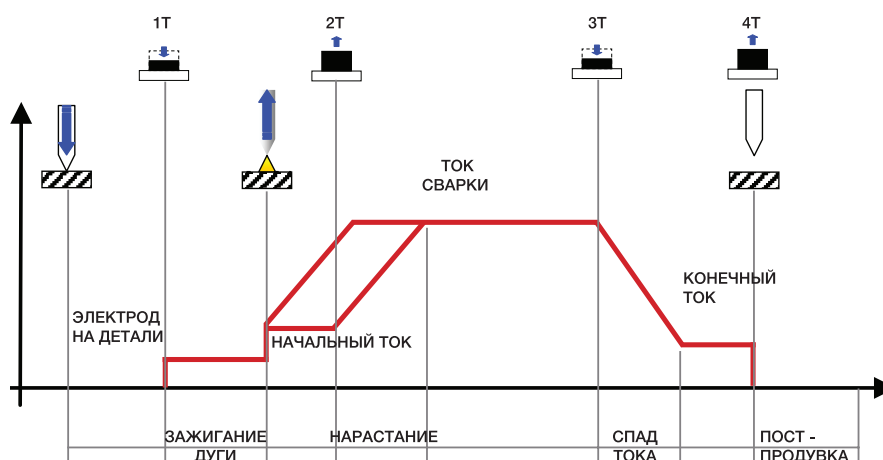 1T
2T
3T
4T
ТОК
СВАРКИ
КОНЕЧНЫЙ
ТОК
ЭЛЕКТРОД
НА ДЕТАЛИ
НАЧАЛЬНЫЙ ТОК
ЗАЖИГАНИЕ
ДУГИ
НАРАСТАНИЕ
СПАД
ТОКА
ПОСТ -
ПРОДУВКА